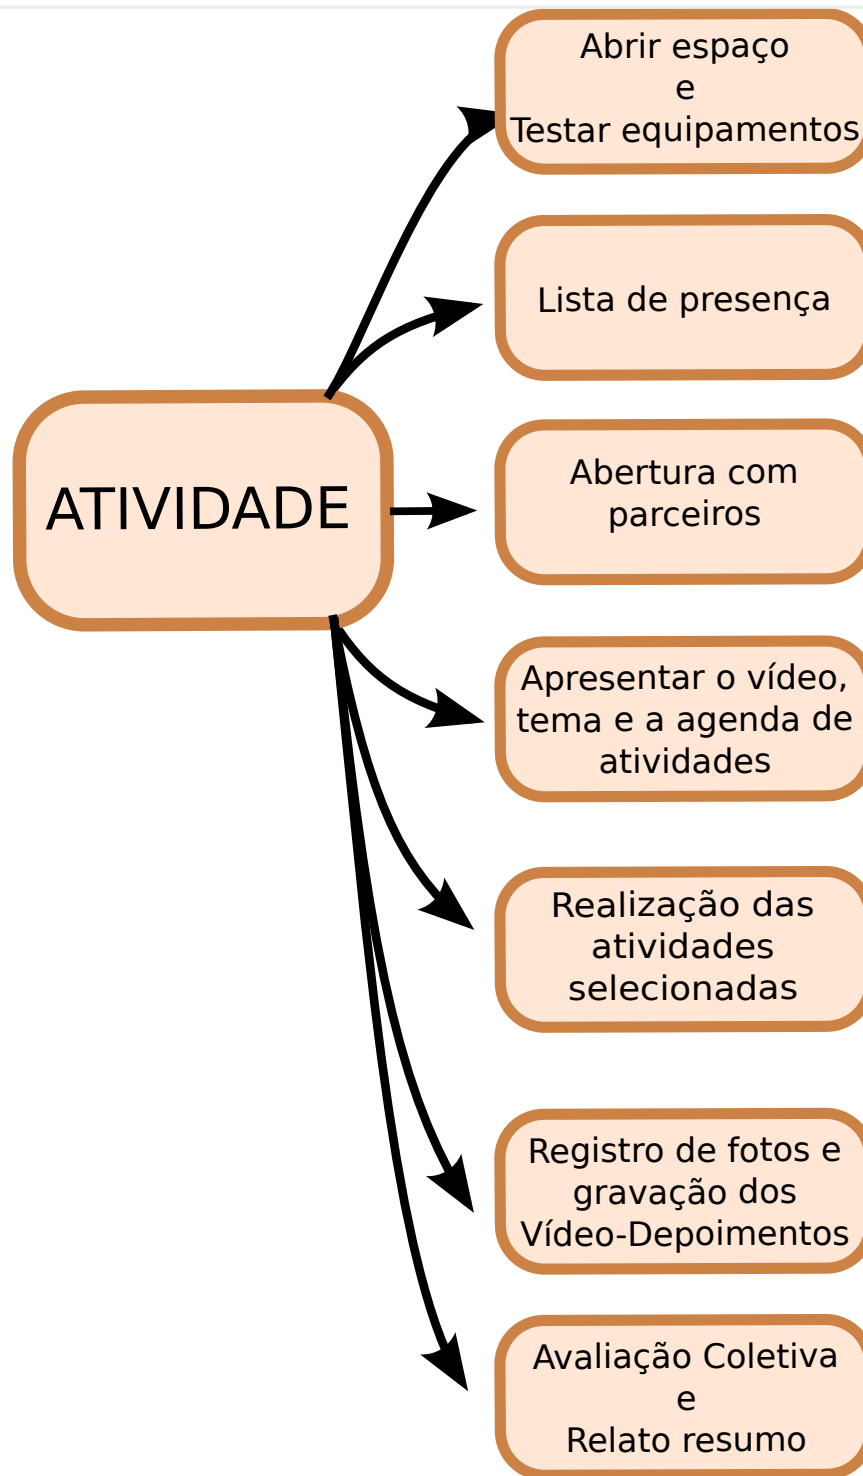 Abrir espaço
e
Testar equipamentos
Lista de presença
ATIVIDADE
Abertura com
parceiros
Apresentar o vídeo,
tema e a agenda de
atividades
Realização das
atividades
selecionadas
Registro de fotos e
gravação dos
Vídeo-Depoimentos
Avaliação Coletiva
e
Relato resumo